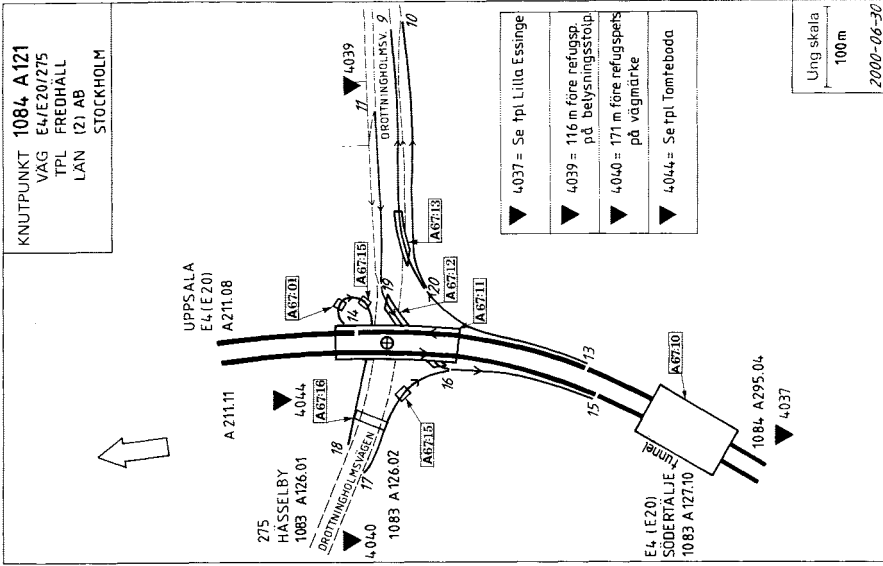 KNUTPUNKT 1084 A121
VÄG E4/E20/275
TPL FREDHÄLL
LÄN (2) AB
STOCKHOLM
UPPSALA
E4 (E20)
A 211.08
A 211.11
4044
A67:16
A67:01
A67:15
14
19
A67:12
A67:11
20
A67:13
11
4039
DROTTNINGHOLMSV.
9
10
18
275
HÄSSELBY
1083 A126.01
DROTTNINGHOLMSVÄGEN
17
4040
1083 A126.02
A67:15
16
13
15
A67:10
tunnel
E4 (E20)
SÖDERTÄLJE
1083 A127.10
1084 A295.04
4037
4037 = Se tpl Lilla Essinge
4039 = 116 m före refugsp.
på belysningsstolp.
4040 = 171 m före refugspets
på vägmärke
4044 = Se tpl Tomteboda
Ung skala
100 m
2000-06-30